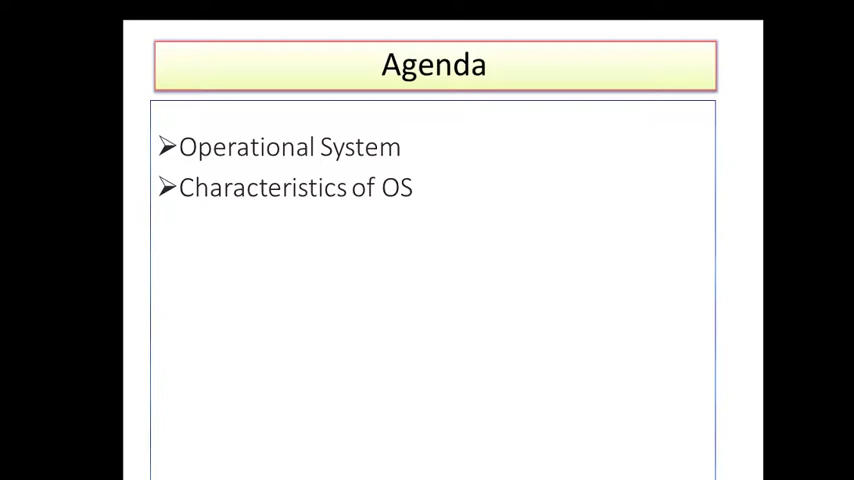 Agenda
➢Operational System
➢Characteristics of OS